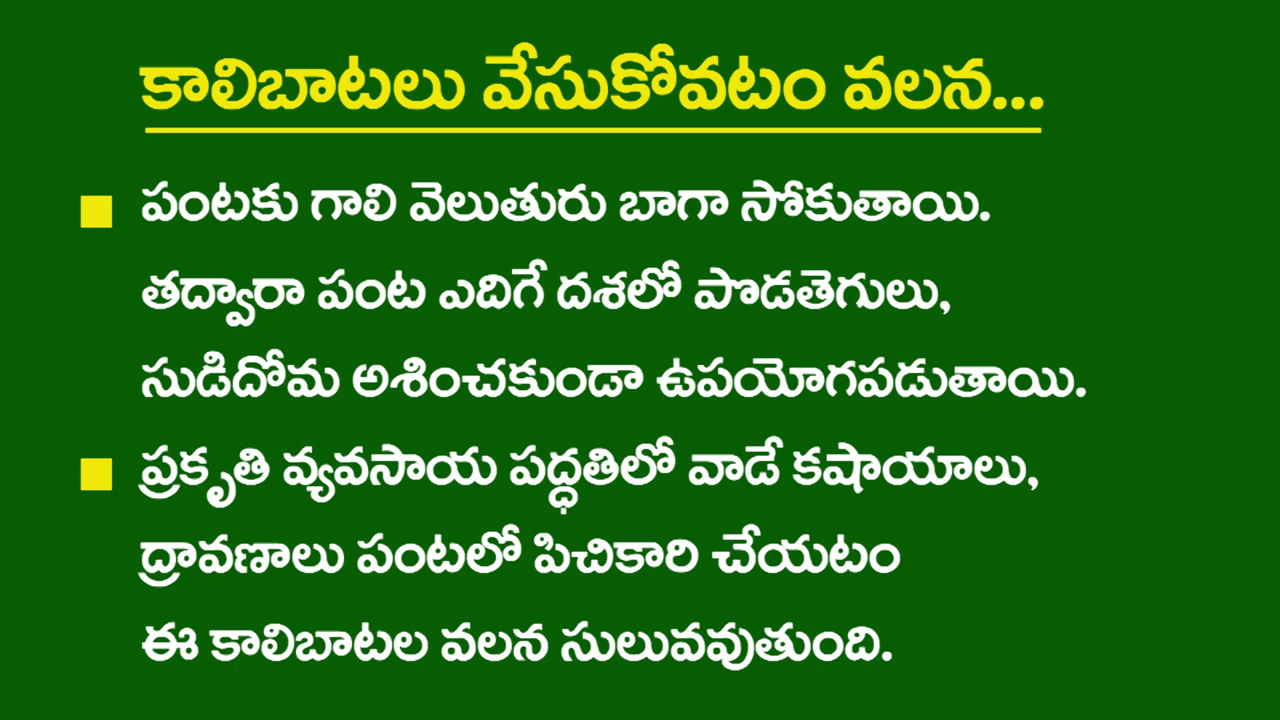 కాలిబాటలు వేసుకోవటం వలన...
పంటకు గాలి వెలుతురు బాగా సోకుతాయి.
తద్వారా పంట ఎదిగే దశలో పొడతెగులు,
సుడిదోమ అశించకుండా ఉపయోగపడుతాయి.
ప్రకృతి వ్యవసాయ పద్ధతిలో వాడే కషాయాలు,
ద్రావణాలు పంటలో పిచికారి చేయటం
ఈ కాలిబాటల వలన సులువవుతుంది.